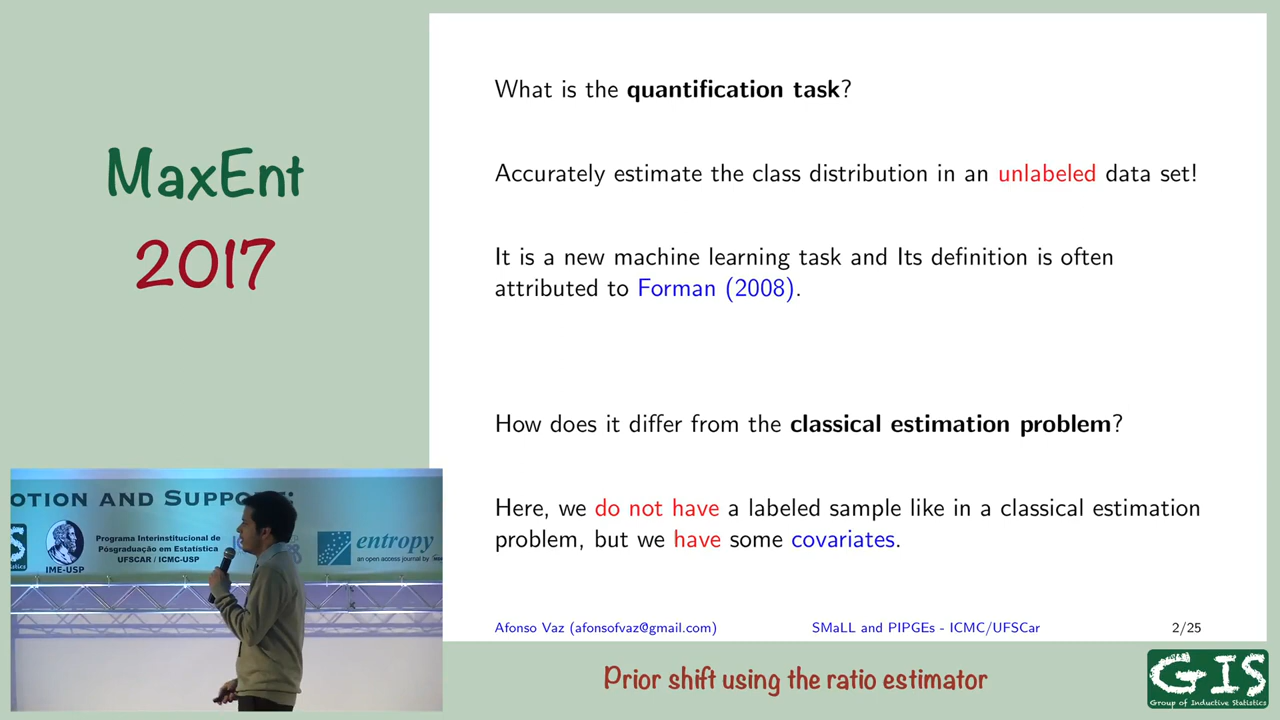 MaxEnt
2017
What is the quantification task?
Accurately estimate the class distribution in an unlabeled data set!
It is a new machine learning task and Its definition is often
attributed to Forman (2008).
How does it differ from the classical estimation problem?
Here, we do not have a labeled sample like in a classical estimation
problem, but we have some covariates.
Afonso Vaz (afonsofvaz@gmail.com) SMaLL and PIPGEs - ICMC/UFSCar 2/25
OTION AND SUPPO
IME-USP
Programa Interinstitucional de
Pósgraduação em Estatística
UFSCAR / ICMC-USP
entropy
an open access journal by
Prior shift using the ratio estimator
GIS
Group of Inductive Statistics